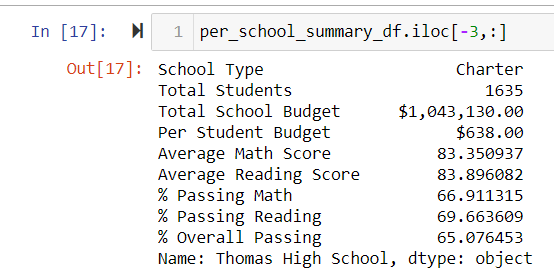 In [17]: 1 per_school_summary_df.iloc[-3,:]
Out[17]: School Type Charter
Total Students 1635
Total School Budget $1,043,130.00
Per Student Budget $638.00
Average Math Score 83.350937
Average Reading Score 83.896082
% Passing Math 66.911315
% Passing Reading 69.663609
% Overall Passing 65.076453
Name: Thomas High School, dtype: object